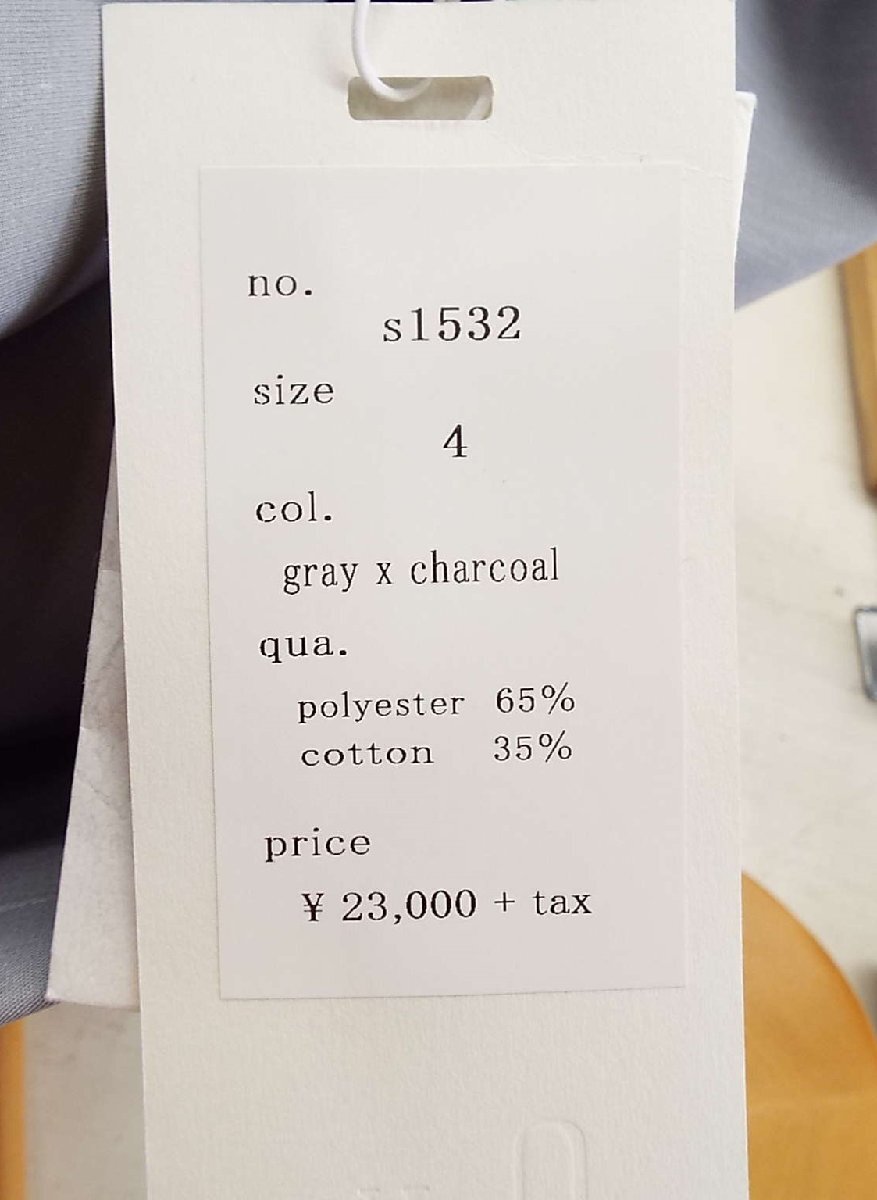 no.
s1532
size
4
col.
gray x charcoal
qua.
polyester 65%
cotton 35%
price
¥ 23,000 + tax